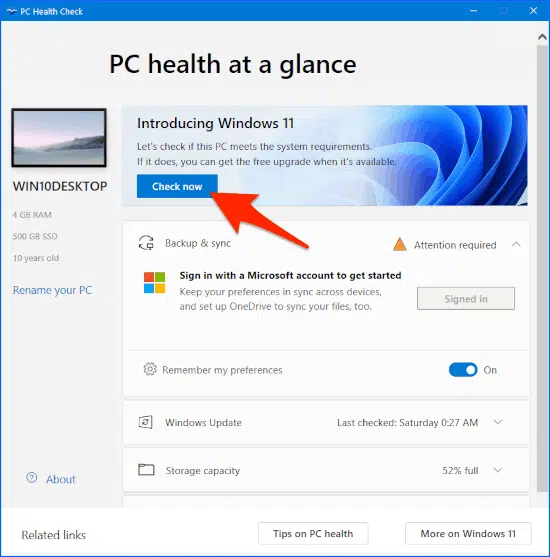 PC Health Check
PC health at a glance
WIN10DESKTOP
4 GB RAM
500 GB SSD
10 years old
Rename your PC
About
Introducing Windows 11
Let's check if this PC meets the system requirements.
If it does, you can get the free upgrade when it's available.
Check now
Backup & sync
Attention required
Sign in with a Microsoft account to get started
Keep your preferences in sync across devices,
and set up OneDrive to sync your files, too.
Signed in
Remember my preferences
On
Windows Update
Last checked: Saturday 0:27 AM
Storage capacity
52% full
Related links
Tips on PC health
More on Windows 11